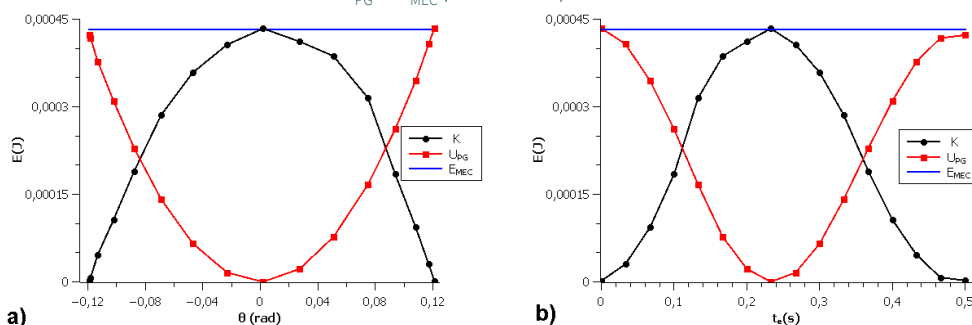 PG MEC
0,00045
0,0003
0,00015
0
E(J)
K
U_PG
E_MEC
−0,12 −0,08 −0,04 0 0,04 0,08 0,12
θ (rad)
a)
0,00045
0,0003
0,00015
0
E(J)
K
U_PG
E_MEC
0 0,1 0,2 0,3 0,4 0,5
t_e(s)
b)